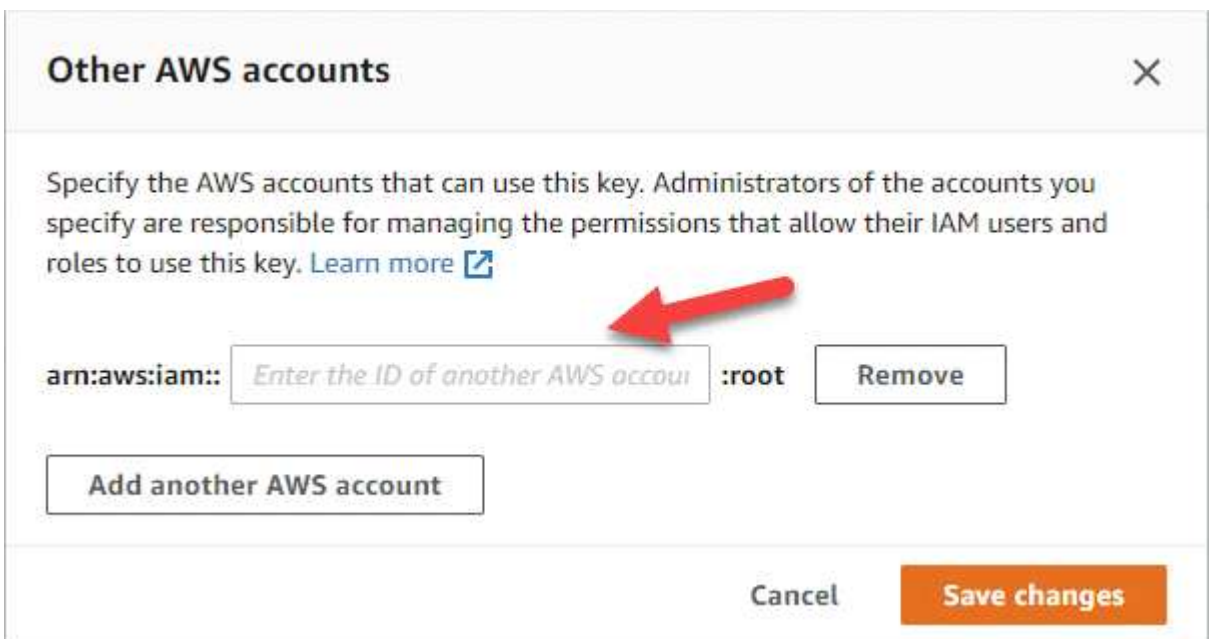 Other AWS accounts
Specify the AWS accounts that can use this key. Administrators of the accounts you
specify are responsible for managing the permissions that allow their IAM users and
roles to use this key. Learn more
arn:aws:iam:: Enter the ID of another AWS accou :root Remove
Add another AWS account
Cancel Save changes